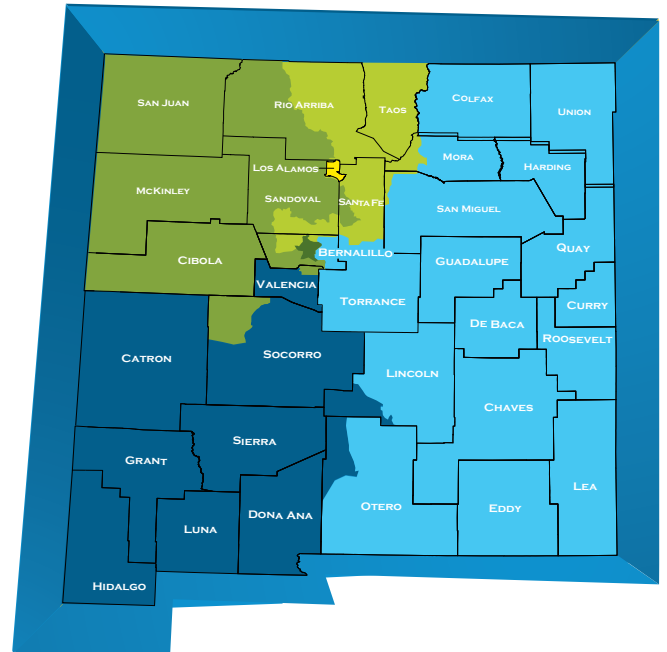 SAN JUAN
RIO ARRIBA
TAOS
COLFAX
UNION
LOS ALAMOS
MORA
HARDING
MCKINLEY
SANDOVAL
SANTA FE
SAN MIGUEL
CIBOLA
BERNALILLO
GUADALUPE
QUAY
VALENCIA
TORRANCE
CURRY
DE BACA
ROOSEVELT
CATRON
SOCORRO
LINCOLN
CHAVES
SIERRA
GRANT
LUNA
DONA ANA
OTERO
EDDY
LEA
HIDALGO